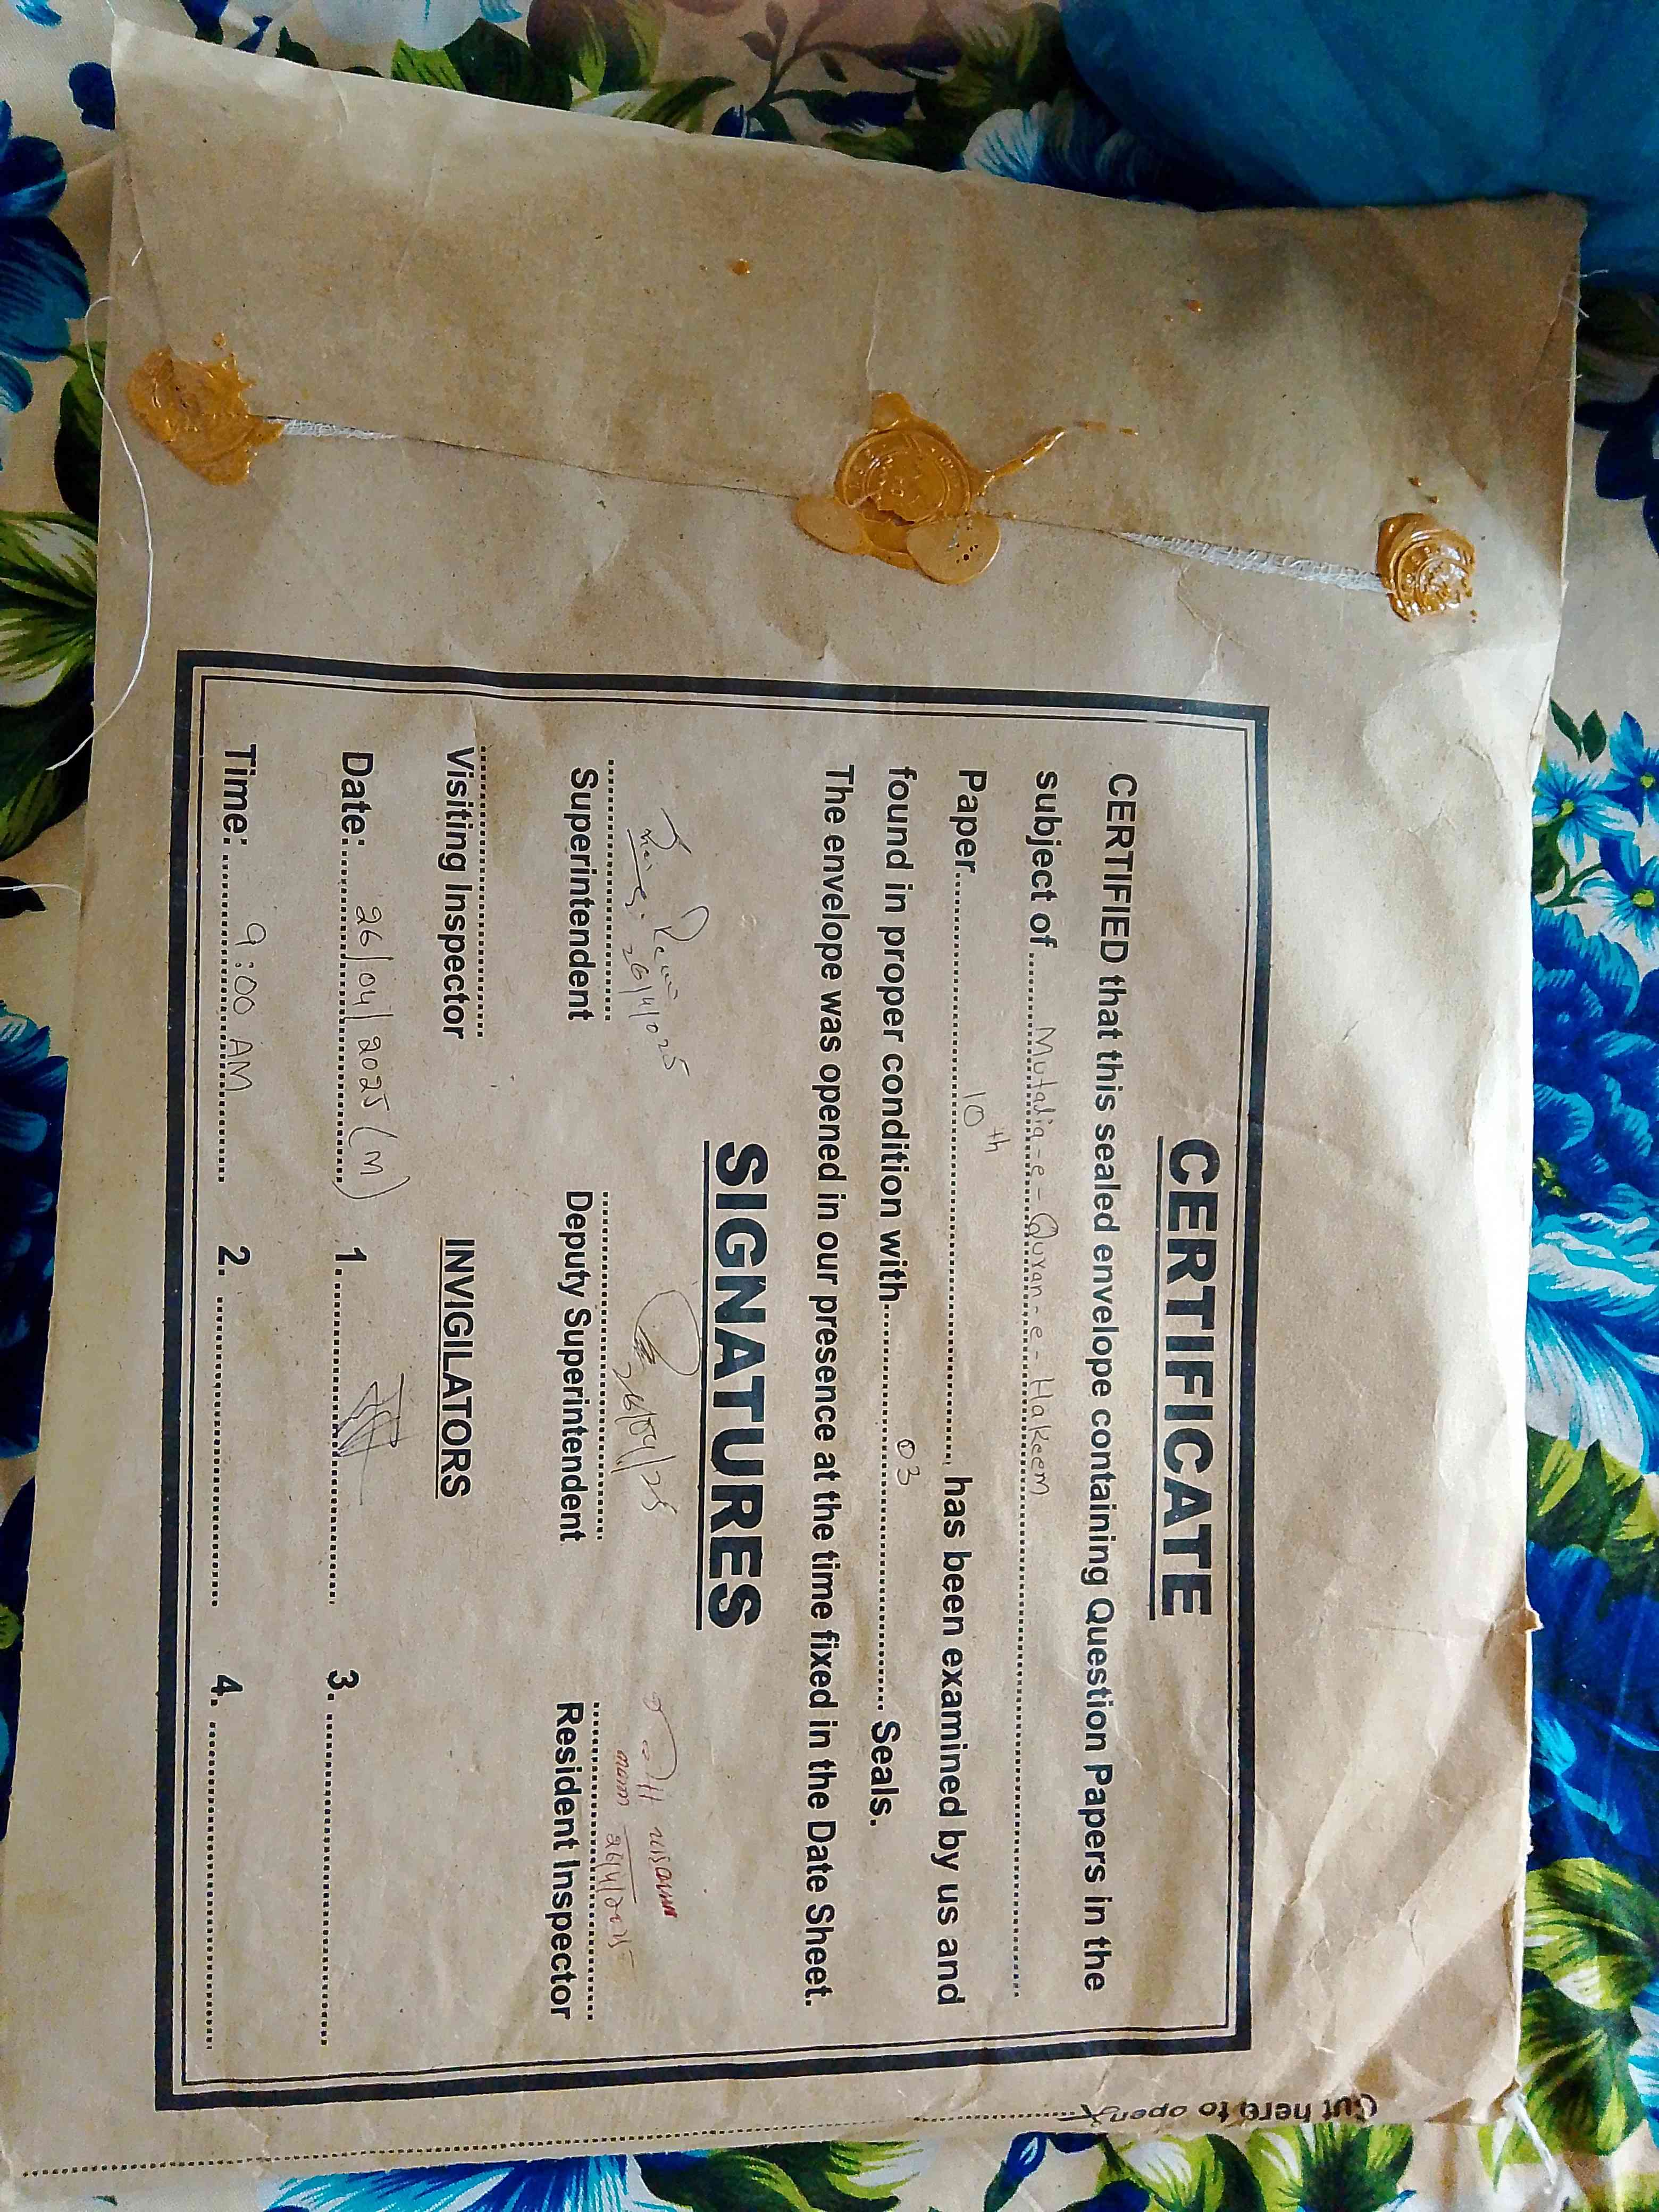 CERTIFICATE
CERTIFIED that this sealed envelope containing Question Papers in the
subject of ........ Mutalia-e-Quran-e-Hakeem ........
Paper........ 10th ........, has been examined by us and
found in proper condition with........ 03 ........ Seals.
The envelope was opened in our presence at the time fixed in the Date Sheet.
SIGNATURES
26/4/025 26/04/25 26/4/2025
Superintendent Deputy Superintendent Resident Inspector
Visiting Inspector INVIGILATORS
Date: ........ 26/04/2025 (M) 1. ........ 3. ........
Time: ........ 9:00 AM ........ 2. ........ 4. ........
Cut here to open